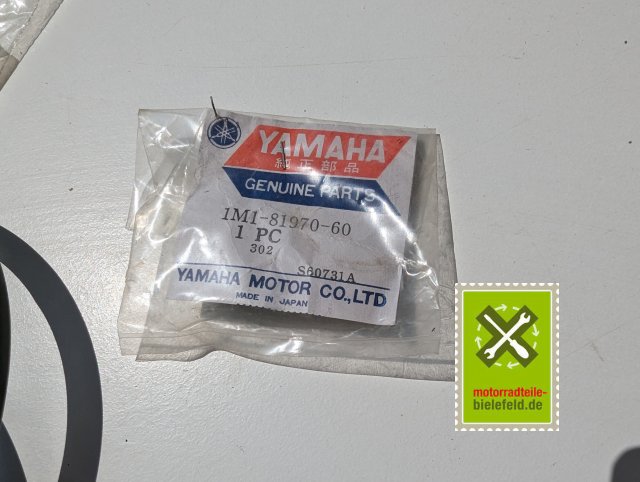 YAMAHA
純正部品
GENUINE PARTS
1M1-81970-60
1 PC
302
S60731A
YAMAHA MOTOR CO.,LTD
MADE IN JAPAN
motorradteile-
bielefeld.de